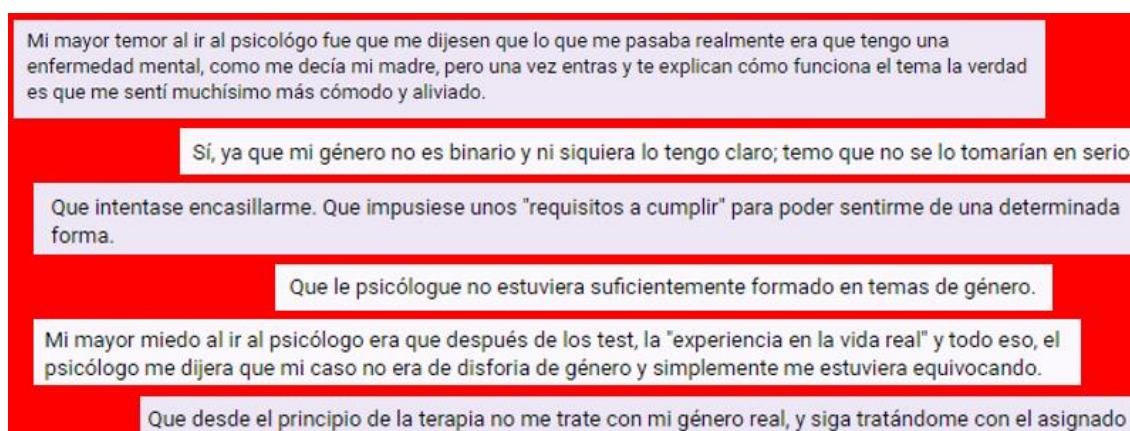 Mi mayor temor al ir al psicológo fue que me dijesen que lo que me pasaba realmente era que tengo una
enfermedad mental, como me decía mi madre, pero una vez entras y te explican cómo funciona el tema la verdad
es que me sentí muchísimo más cómodo y aliviado.
Sí, ya que mi género no es binario y ni siquiera lo tengo claro; temo que no se lo tomarían en serio
Que intentase encasillarme. Que impusiese unos "requisitos a cumplir" para poder sentirme de una determinada
forma.
Que le psicólogue no estuviera suficientemente formado en temas de género.
Mi mayor miedo al ir al psicólogo era que después de los test, la "experiencia en la vida real" y todo eso, el
psicólogo me dijera que mi caso no era de disforia de género y simplemente me estuviera equivocando.
Que desde el principio de la terapia no me trate con mi género real, y siga tratándome con el asignado